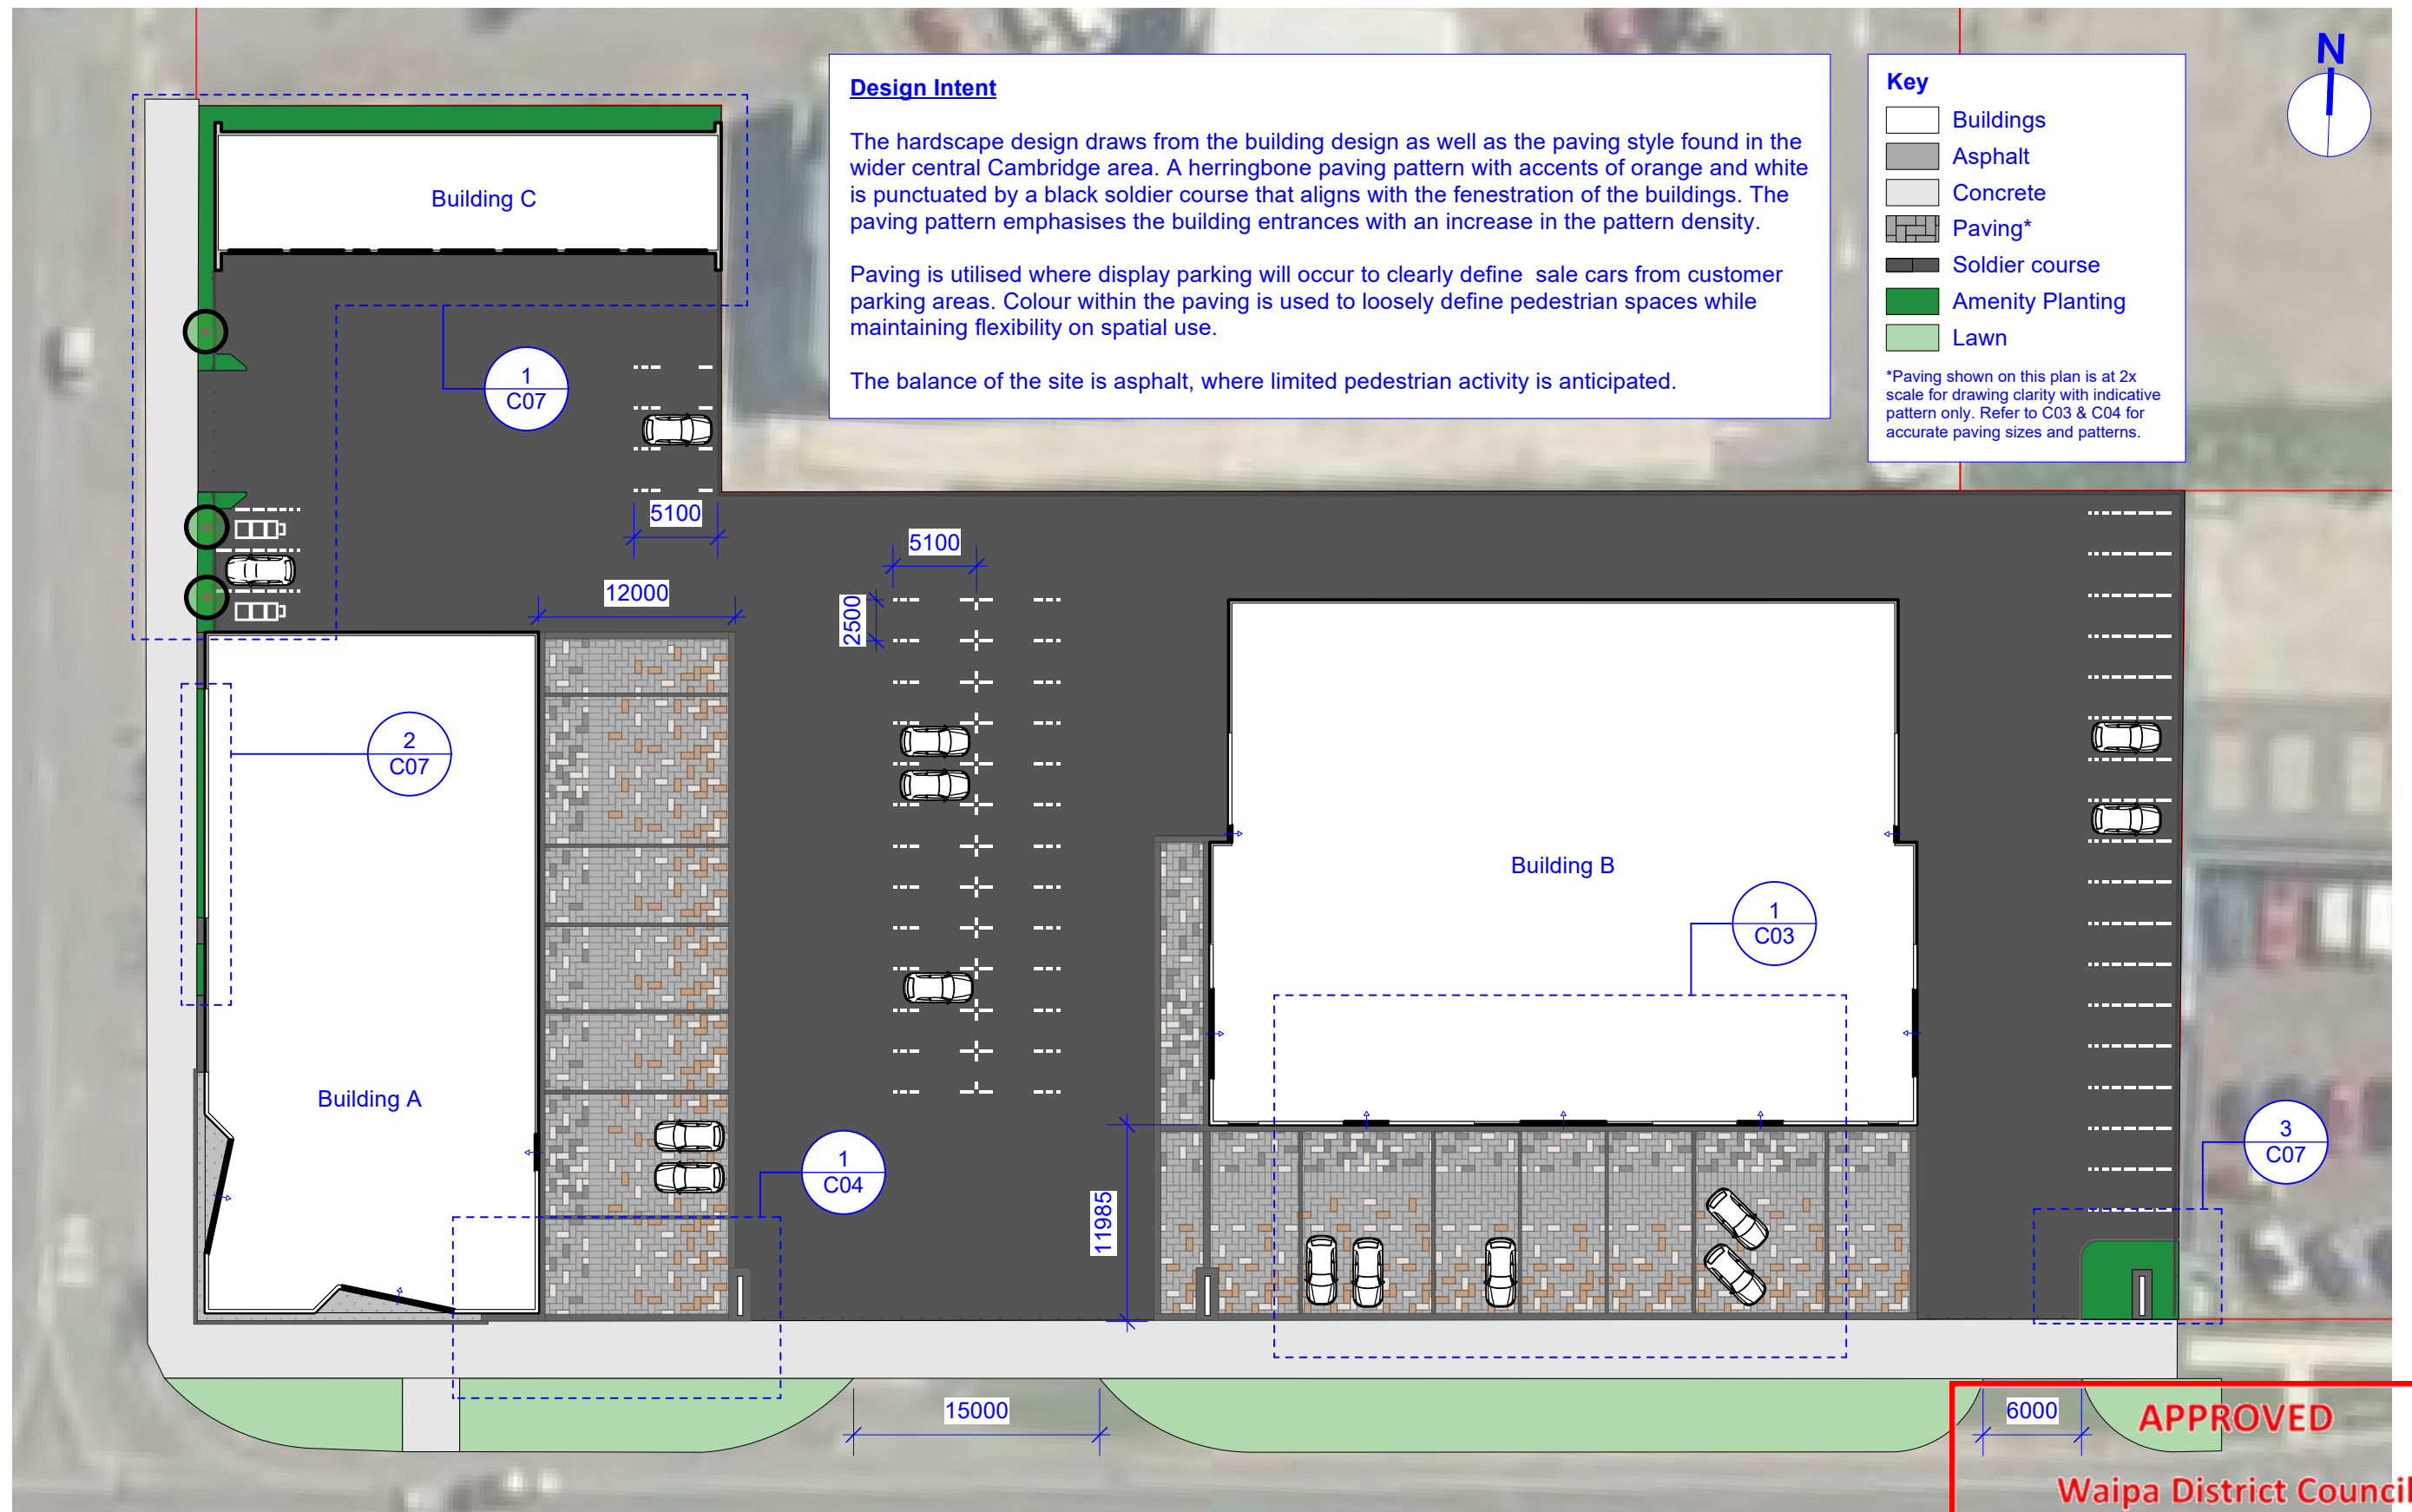 Design Intent
The hardscape design draws from the building design as well as the paving style found in the
wider central Cambridge area. A herringbone paving pattern with accents of orange and white
is punctuated by a black soldier course that aligns with the fenestration of the buildings. The
paving pattern emphasises the building entrances with an increase in the pattern density.
Paving is utilised where display parking will occur to clearly define sale cars from customer
parking areas. Colour within the paving is used to loosely define pedestrian spaces while
maintaining flexibility on spatial use.
The balance of the site is asphalt, where limited pedestrian activity is anticipated.
Key
Buildings
Asphalt
Concrete
Paving*
Soldier course
Amenity Planting
Lawn
*Paving shown on this plan is at 2x
scale for drawing clarity with indicative
pattern only. Refer to C03 & C04 for
accurate paving sizes and patterns.
N
Building C
1
C07
5100
5100
12000
2500
2
C07
Building B
1
C03
Building A
1
C04
11985
3
C07
15000
6000
APPROVED
Waipa District Council